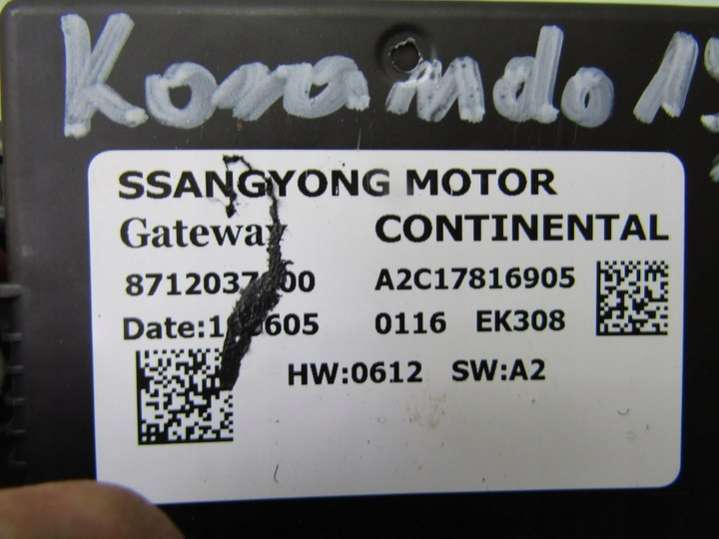 Korando
SSANGYONG MOTOR
Gateway CONTINENTAL
A2C17816905
0116 EK308
HW:0612 SW:A2